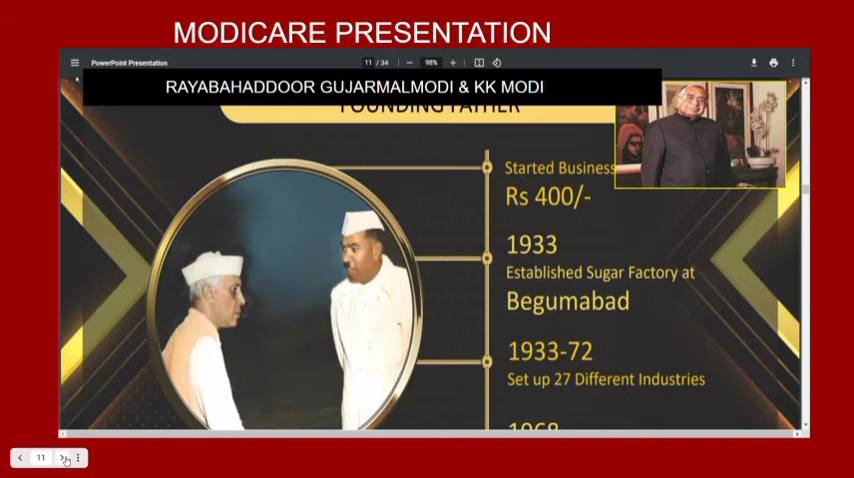 MODICARE PRESENTATION
PowerPoint Presentation
11 / 34
98%
RAYABAHADDOOR GUJARMALMODI & KK MODI
FOUNDING FATHER
Started Business
Rs 400/-
1933
Established Sugar Factory at
Begumabad
1933-72
Set up 27 Different Industries
1968
11